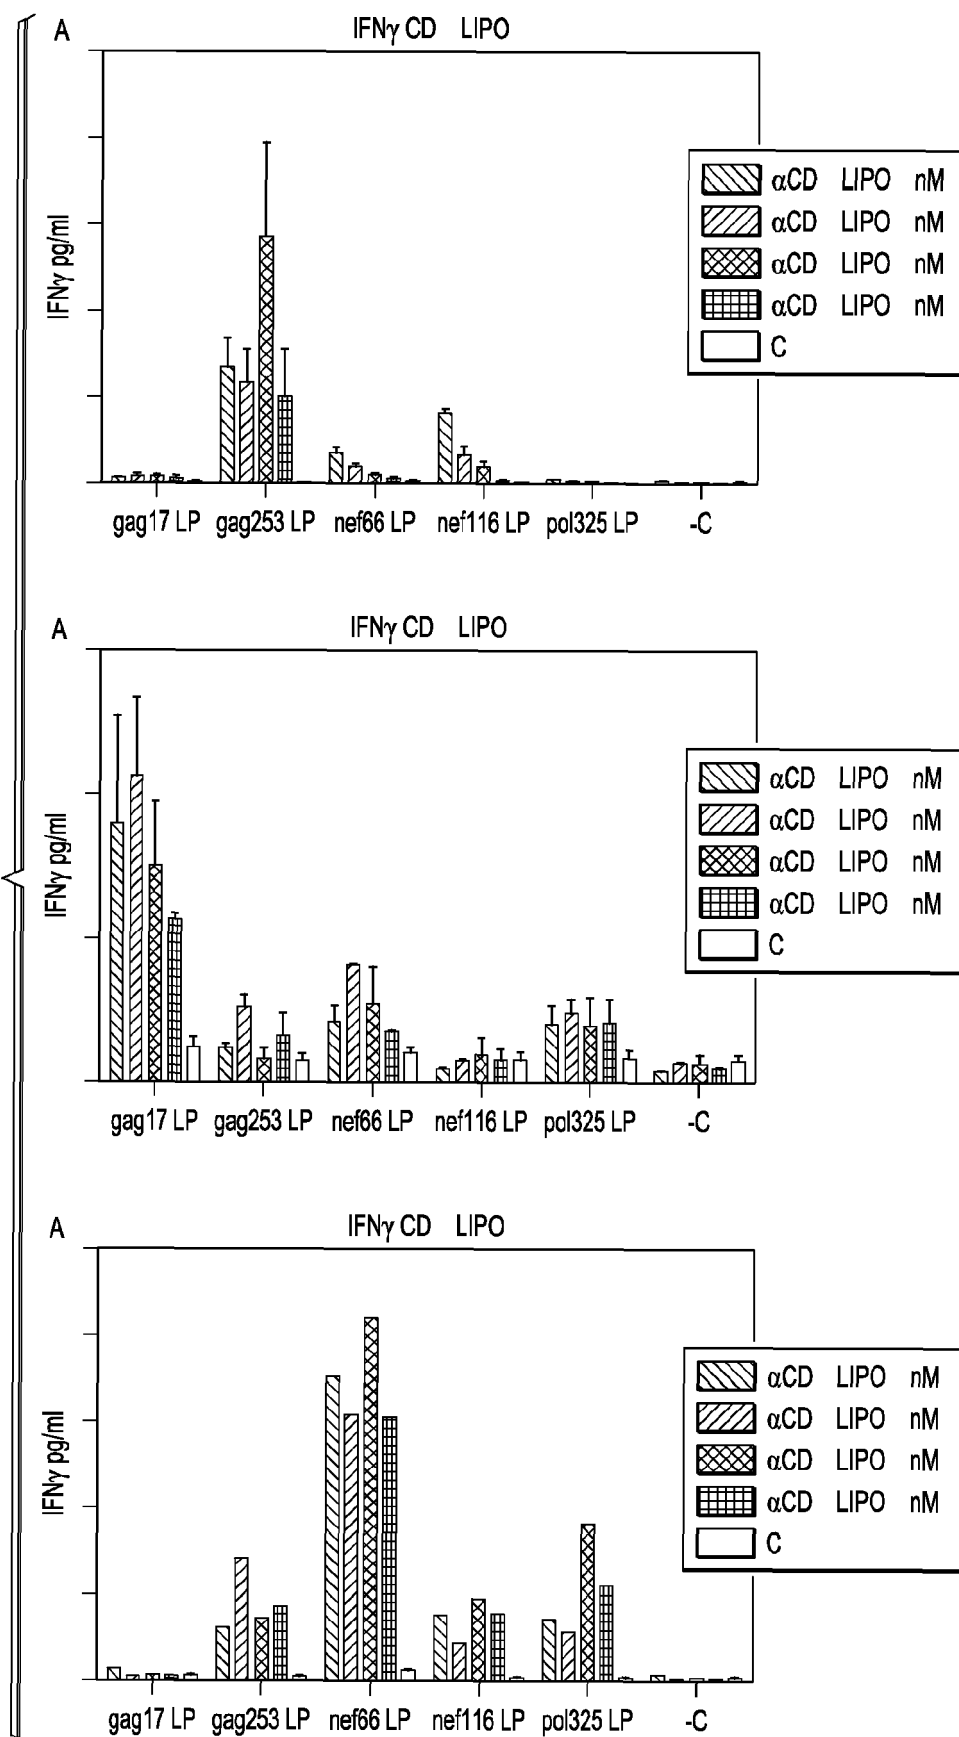 A
IFNγ CD LIPO
IFNγ pg/ml
αCD LIPO nM
αCD LIPO nM
αCD LIPO nM
αCD LIPO nM
C
gag17 LP gag253 LP nef66 LP nef116 LP pol325 LP -C
A
IFNγ CD LIPO
IFNγ pg/ml
αCD LIPO nM
αCD LIPO nM
αCD LIPO nM
αCD LIPO nM
C
gag17 LP gag253 LP nef66 LP nef116 LP pol325 LP -C
A
IFNγ CD LIPO
IFNγ pg/ml
αCD LIPO nM
αCD LIPO nM
αCD LIPO nM
αCD LIPO nM
C
gag17 LP gag253 LP nef66 LP nef116 LP pol325 LP -C